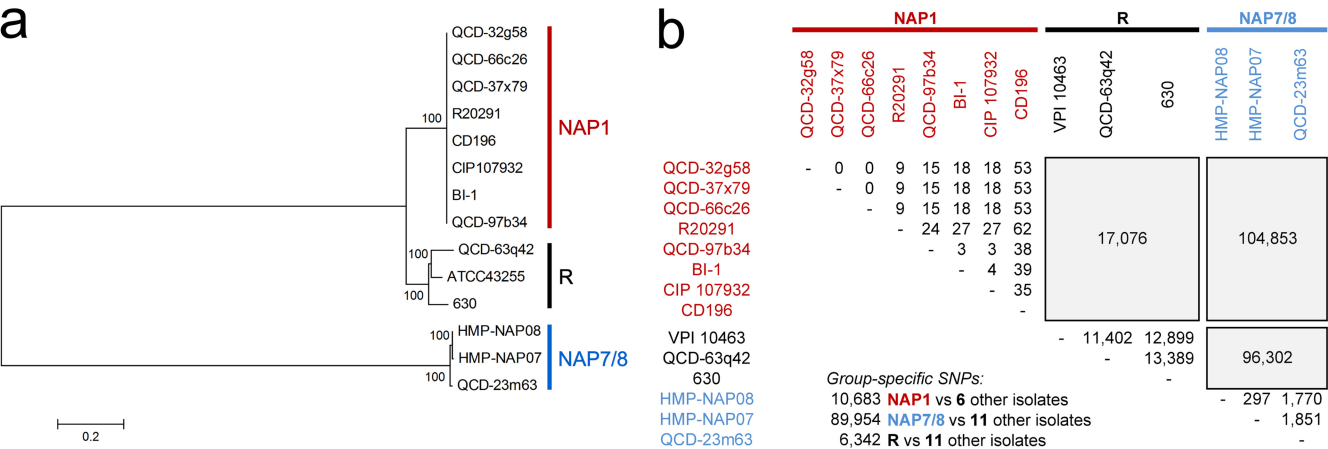 a
QCD-32g58
QCD-66c26
QCD-37x79
R20291
CD196
CIP107932
BI-1
QCD-97b34
100
NAP1
QCD-63q42
ATCC43255
630
100
100
R
HMP-NAP08
HMP-NAP07
QCD-23m63
100
100
NAP7/8
0.2
b
NAP1 R NAP7/8
QCD-32g58 QCD-37x79 QCD-66c26 R20291 QCD-97b34 BI-1 CIP 107932 CD196 VPI 10463 QCD-63q42 630 HMP-NAP08 HMP-NAP07 QCD-23m63
QCD-32g58 - 0 0 9 15 18 18 53
QCD-37x79 - 0 9 15 18 18 53
QCD-66c26 - 9 15 18 18 53
R20291 - 24 27 27 62
17,076 104,853
QCD-97b34 - 3 3 38
BI-1 - 4 39
CIP 107932 - 35
CD196 -
VPI 10463 - 11,402 12,899
QCD-63q42 - 13,389 96,302
630 -
Group-specific SNPs:
HMP-NAP08 10,683 NAP1 vs 6 other isolates - 297 1,770
HMP-NAP07 89,954 NAP7/8 vs 11 other isolates - 1,851
QCD-23m63 6,342 R vs 11 other isolates -